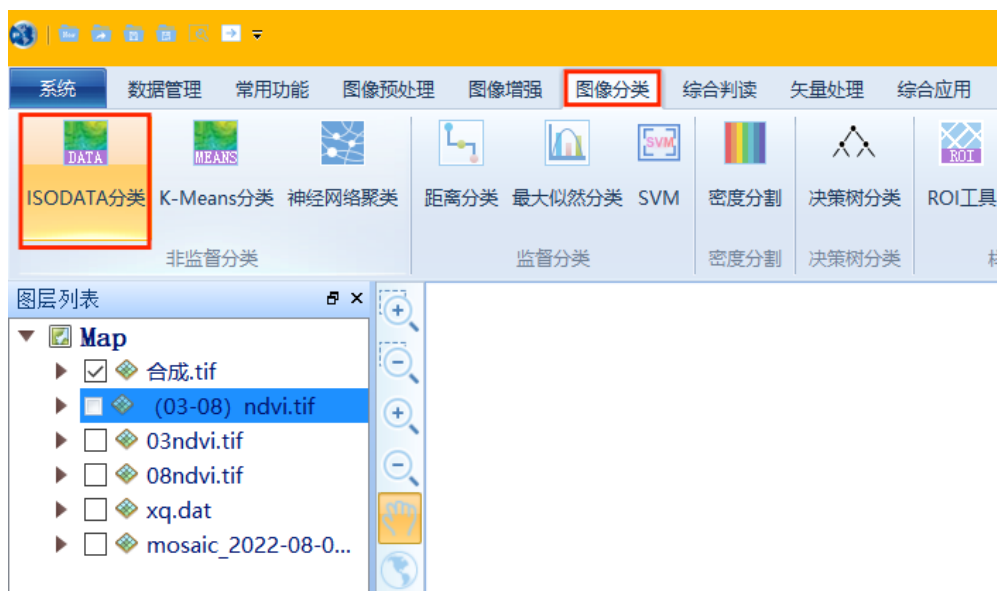 系统 数据管理 常用功能 图像预处理 图像增强 图像分类 综合判读 矢量处理 综合应用
DATA MEANS SVM ROI
ISODATA分类 K-Means分类 神经网络聚类 距离分类 最大似然分类 SVM 密度分割 决策树分类 ROI工具
非监督分类 监督分类 密度分割 决策树分类
图层列表
Map
合成.tif
(03-08) ndvi.tif
03ndvi.tif
08ndvi.tif
xq.dat
mosaic_2022-08-0...